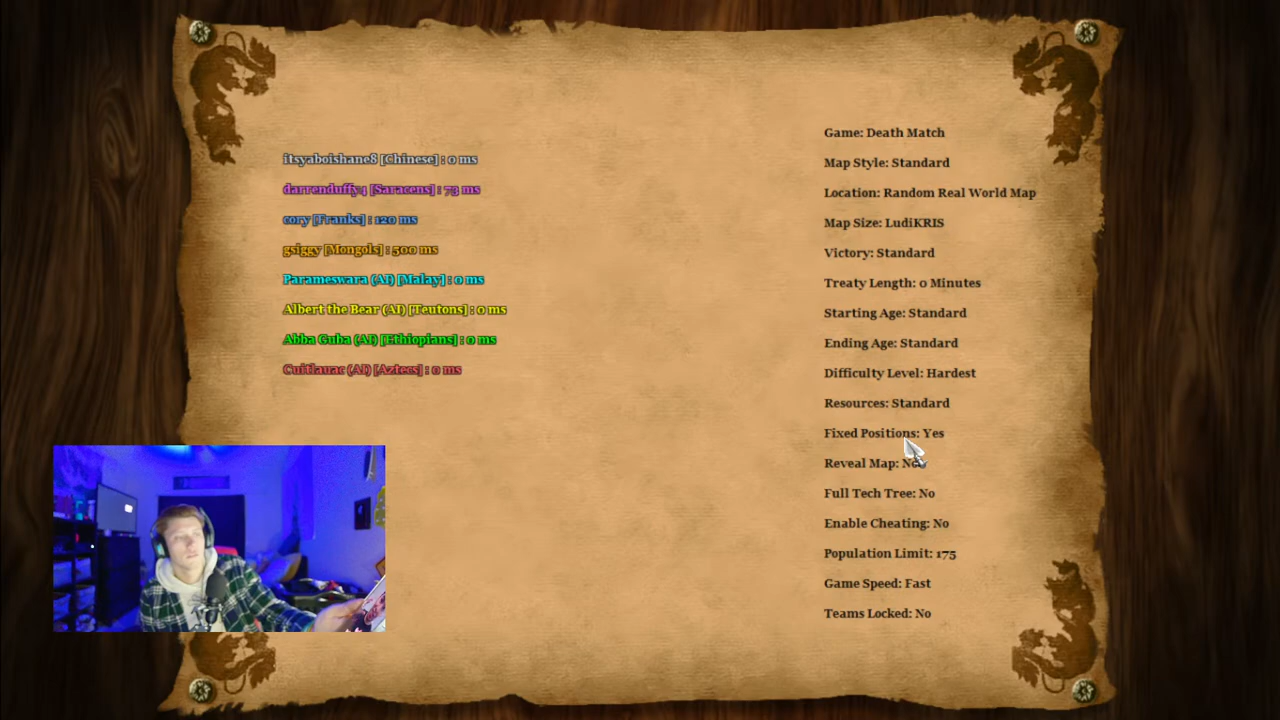 itsyaboishane8 [Chinese] : 0 ms
darrenduffy4 [Saracens] : 73 ms
cory [Franks] : 120 ms
gsiggy [Mongols] : 500 ms
Parameswara (AI) [Malay] : 0 ms
Albert the Bear (AI) [Teutons] : 0 ms
Abba Guba (AI) [Ethiopians] : 0 ms
Cuitlauac (AI) [Aztecs] : 0 ms
Game: Death Match
Map Style: Standard
Location: Random Real World Map
Map Size: LudiKRIS
Victory: Standard
Treaty Length: 0 Minutes
Starting Age: Standard
Ending Age: Standard
Difficulty Level: Hardest
Resources: Standard
Fixed Positions: Yes
Reveal Map:
Full Tech Tree: No
Enable Cheating: No
Population Limit: 175
Game Speed: Fast
Teams Locked: No